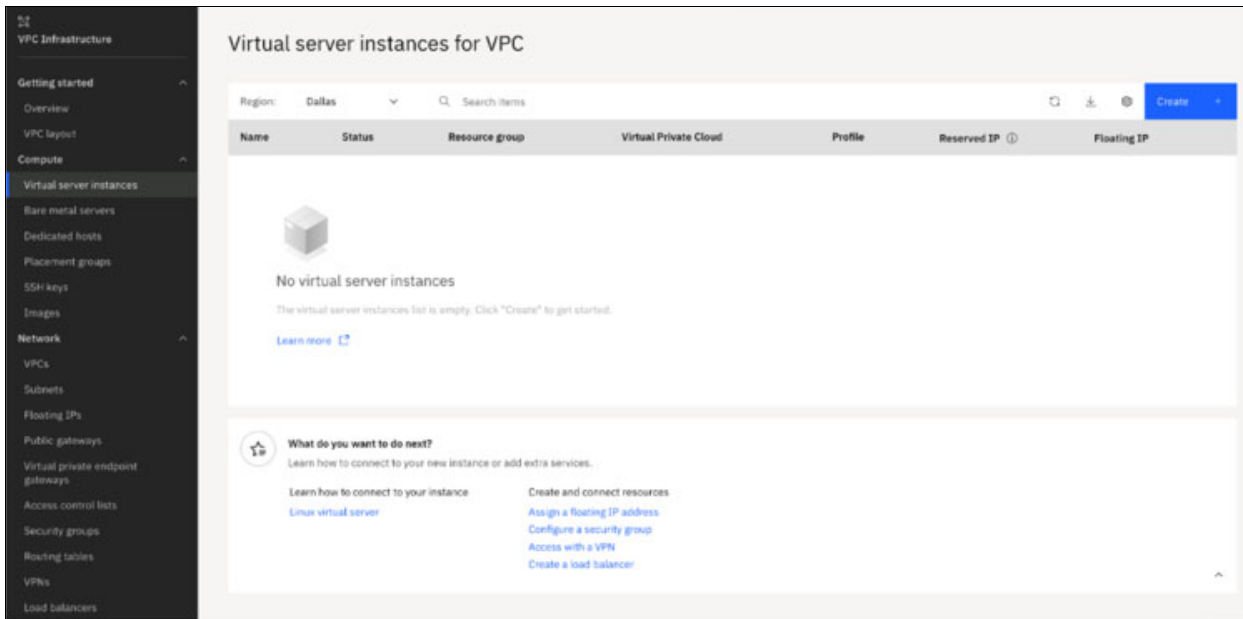 VPC Infrastructure
Getting started
Overview
VPC layout
Compute
Virtual server instances
Bare metal servers
Dedicated hosts
Placement groups
SSH keys
Images
Network
VPCs
Subnets
Floating IPs
Public gateways
Virtual private endpoint
gateways
Access control lists
Security groups
Routing tables
VPNs
Load balancers
Virtual server instances for VPC
Region: Dallas Search items Create +
Name Status Resource group Virtual Private Cloud Profile Reserved IP Floating IP
No virtual server instances
The virtual server instances list is empty. Click "Create" to get started.
Learn more
What do you want to do next?
Learn how to connect to your new instance or add extra services.
Learn how to connect to your instance
Linux virtual server
Create and connect resources
Assign a floating IP address
Configure a security group
Access with a VPN
Create a load balancer